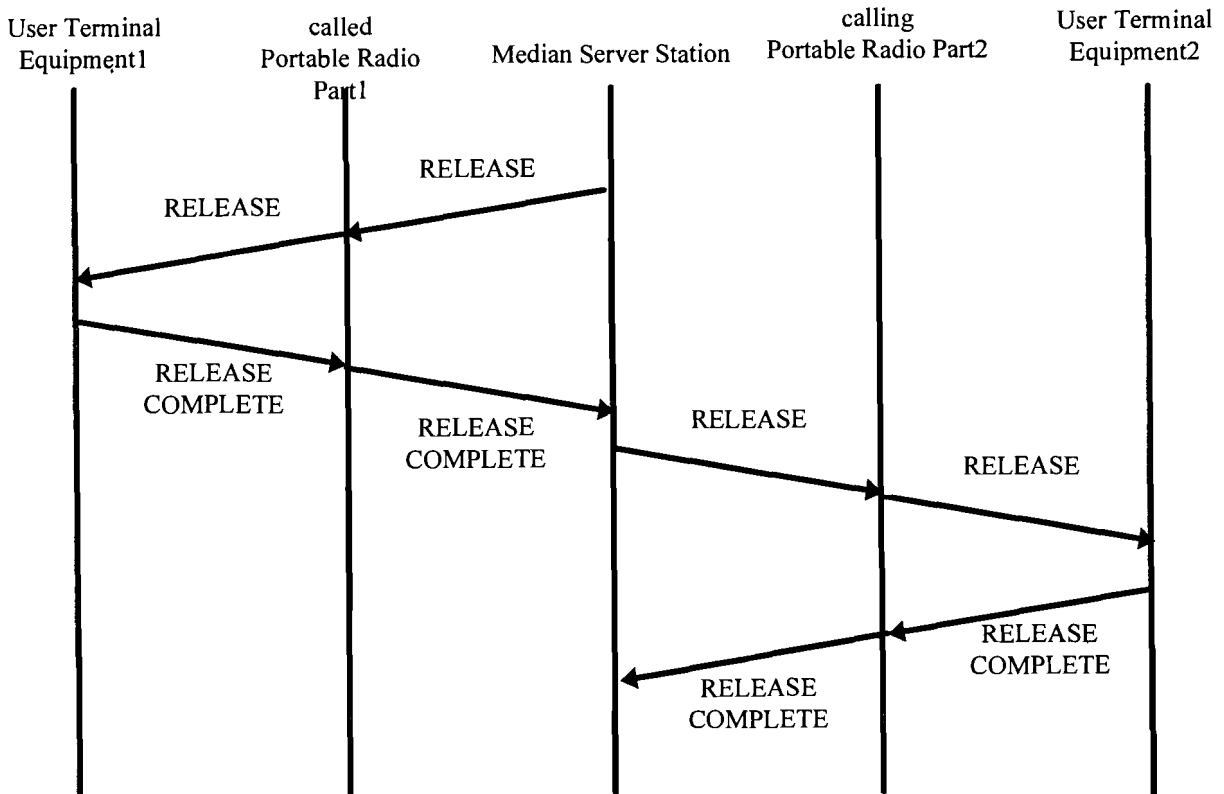 User Terminal
Equipment1
called
Portable Radio
Part1
Median Server Station
calling
Portable Radio Part2
User Terminal
Equipment2
RELEASE
RELEASE
RELEASE
COMPLETE
RELEASE
COMPLETE
RELEASE
RELEASE
RELEASE
COMPLETE
RELEASE
COMPLETE